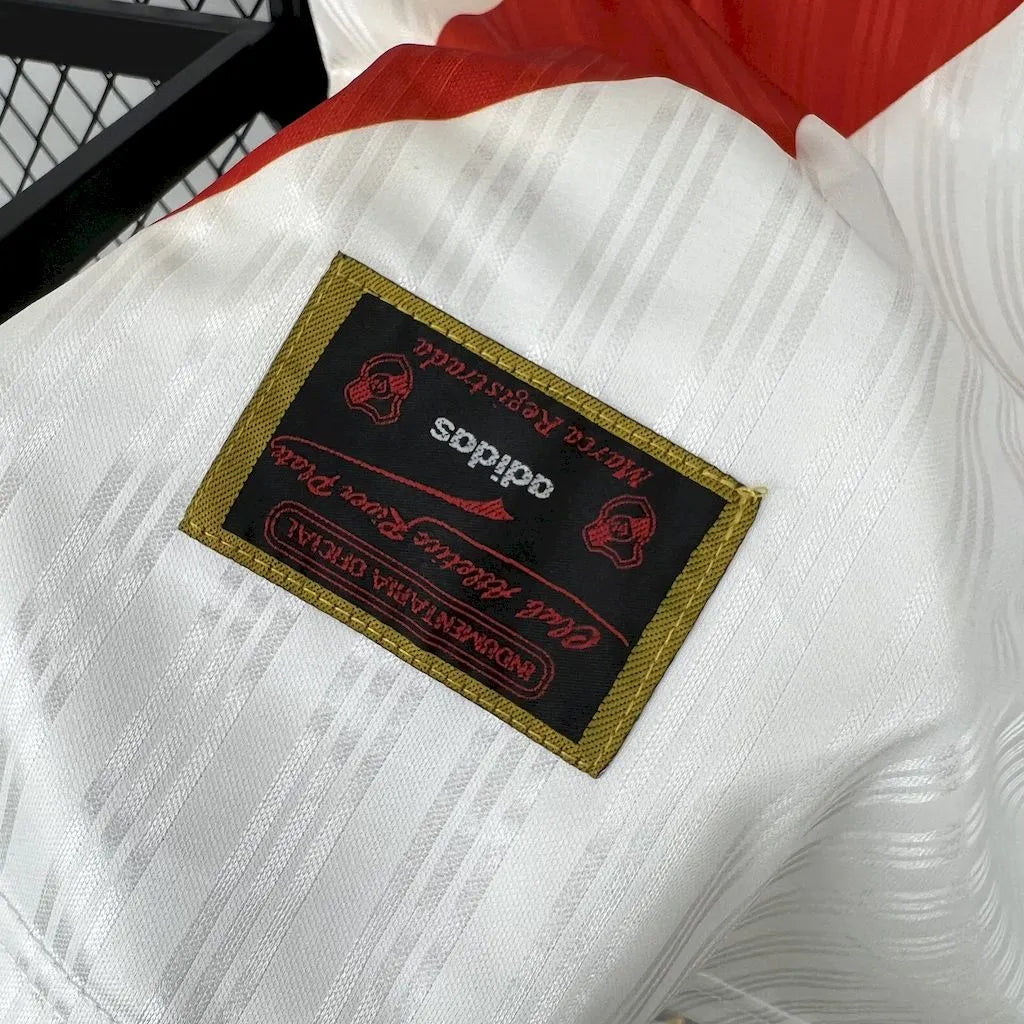 INDUMENTARIA OFICIAL
Club Atletico River Plate
adidas
Marca Registrada